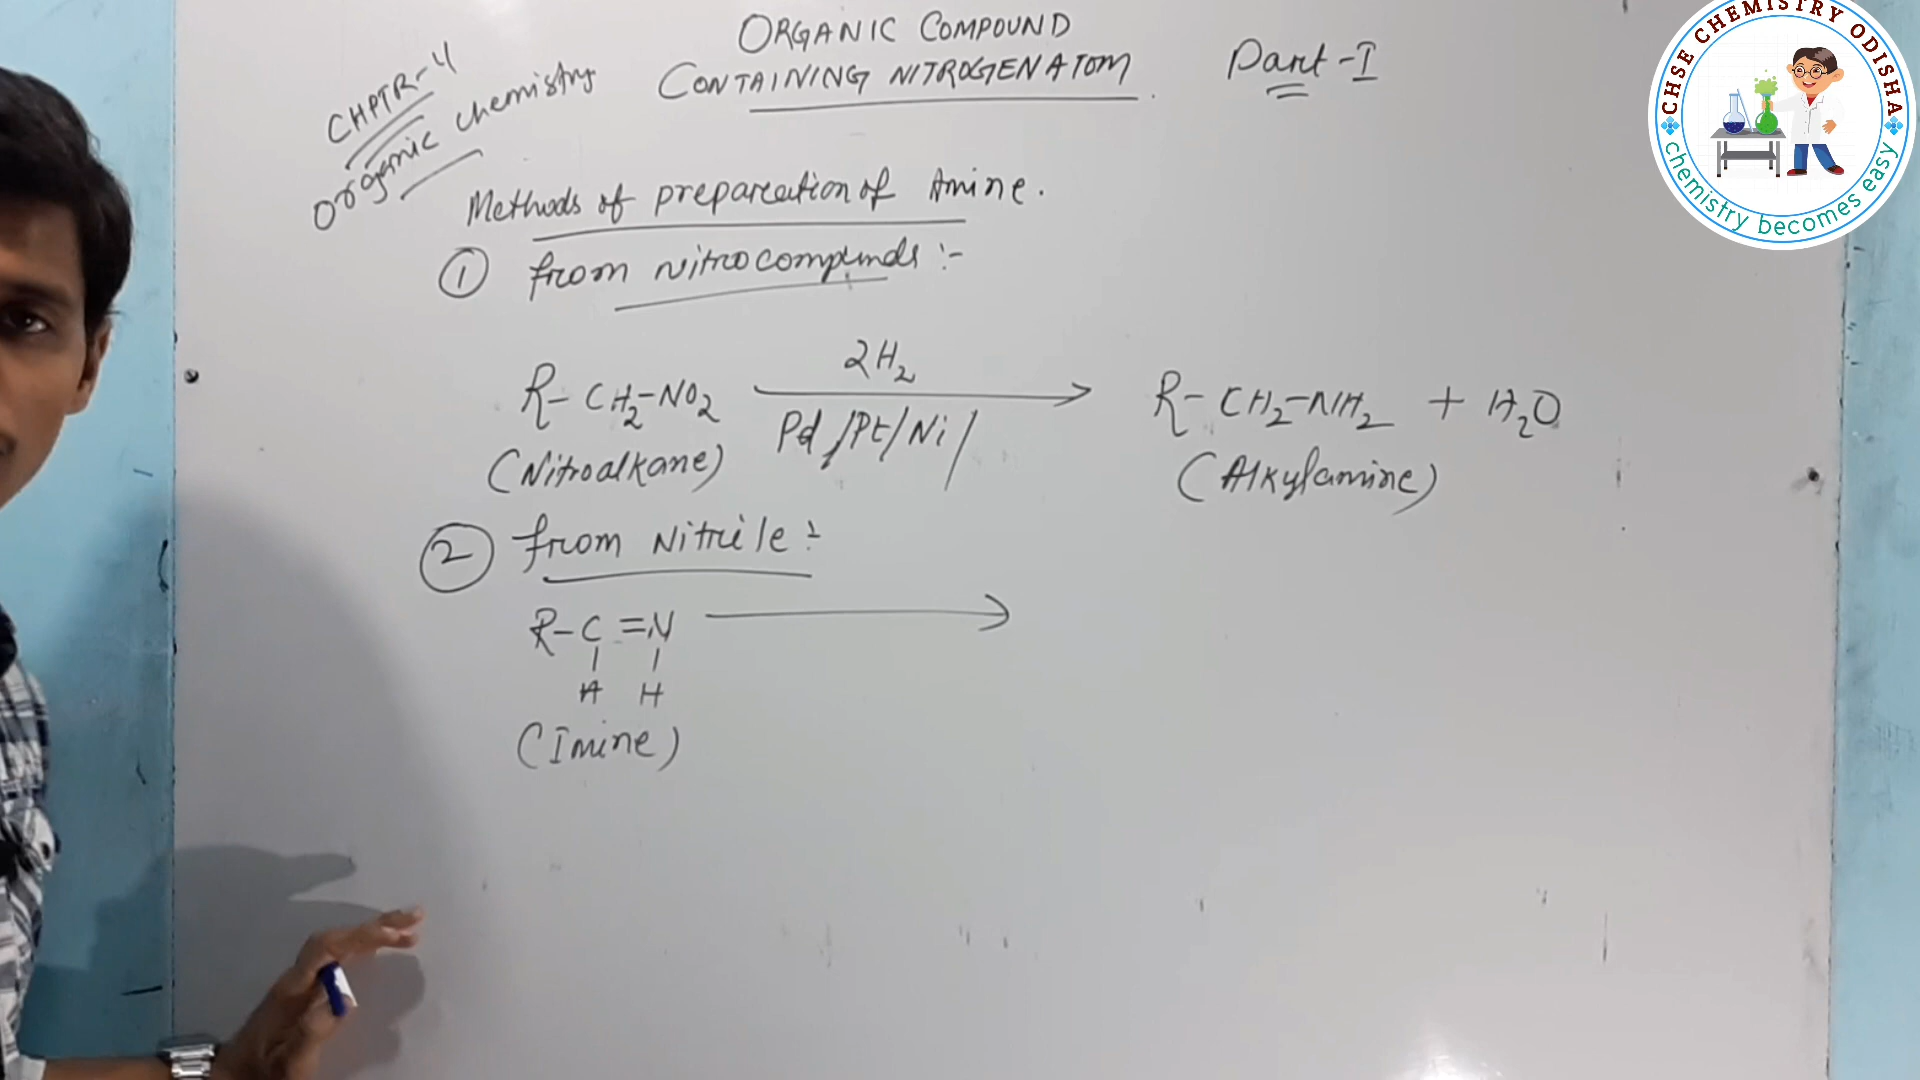 ORGANIC COMPOUND
CONTAINING NITROGEN ATOM.
Part-I
CHPTR-4
Organic chemistry
Methods of preparation of Amine.
① from nitrocompunds :-
R-CH₂-NO₂ 2H₂ Pd/Pt/Ni/ R-CH₂-NH₂ + H₂O
(Nitroalkane) (Alkylamine)
② from Nitrile :
R-C=N
H H
(Imine)
CHSE CHEMISTRY ODISHA
chemistry becomes easy